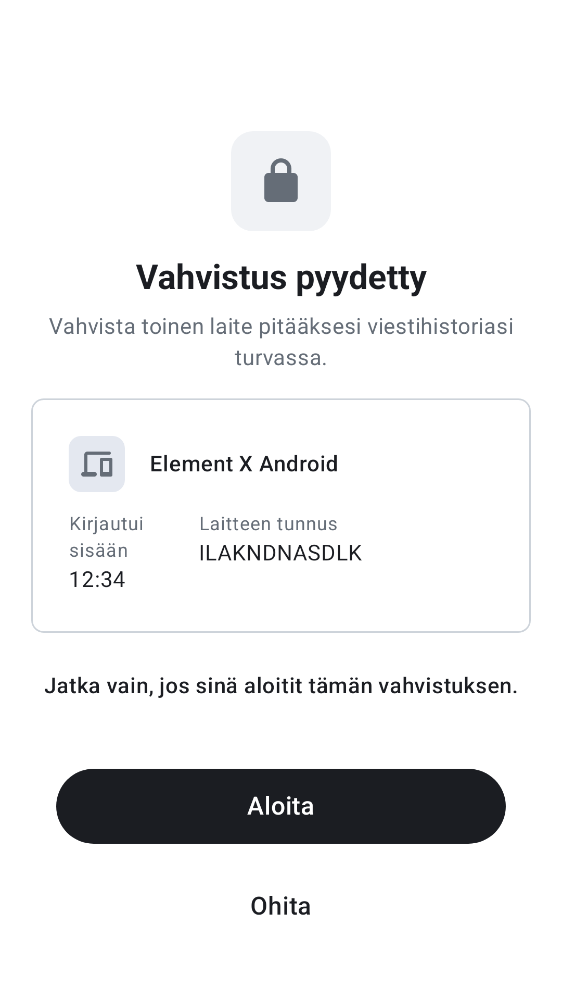 Vahvistus pyydetty
Vahvista toinen laite pitääksesi viestihistoriasi
turvassa.
Element X Android
Kirjautui
sisään
12:34
Laitteen tunnus
ILAKNDNASDLK
Jatka vain, jos sinä aloitit tämän vahvistuksen.
Aloita
Ohita